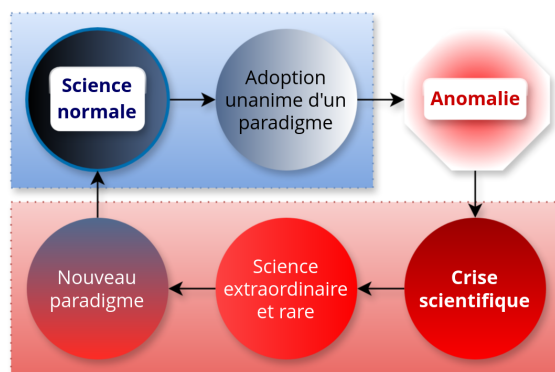 Science
normale
Adoption
unanime d'un
paradigme
Anomalie
Nouveau
paradigme
Science
extraordinaire
et rare
Crise
scientifique